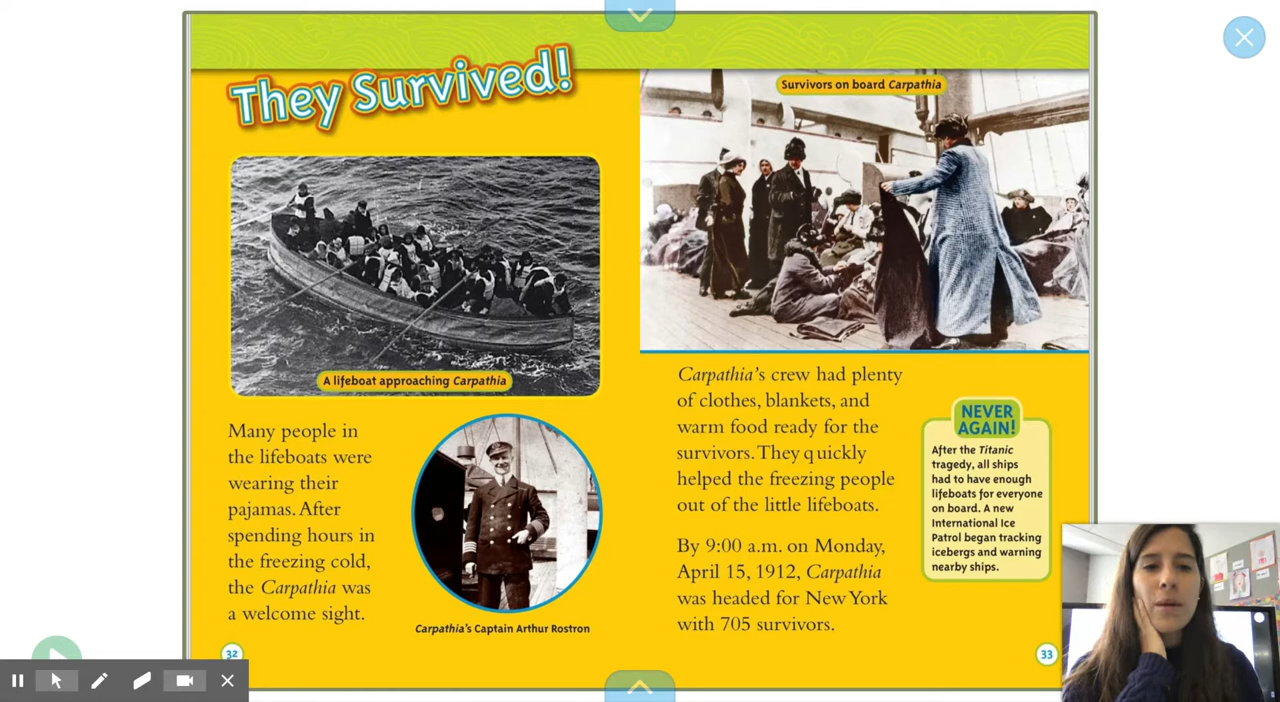 They Survived!
A lifeboat approaching Carpathia
Many people in
the lifeboats were
wearing their
pajamas. After
spending hours in
the freezing cold,
the Carpathia was
a welcome sight.
Carpathia's Captain Arthur Rostron
32
Survivors on board Carpathia
Carpathia's crew had plenty
of clothes, blankets, and
warm food ready for the
survivors. They quickly
helped the freezing people
out of the little lifeboats.
By 9:00 a.m. on Monday,
April 15, 1912, Carpathia
was headed for New York
with 705 survivors.
NEVER
AGAIN!
After the Titanic
tragedy, all ships
had to have enough
lifeboats for everyone
on board. A new
International Ice
Patrol began tracking
icebergs and warning
nearby ships.
33